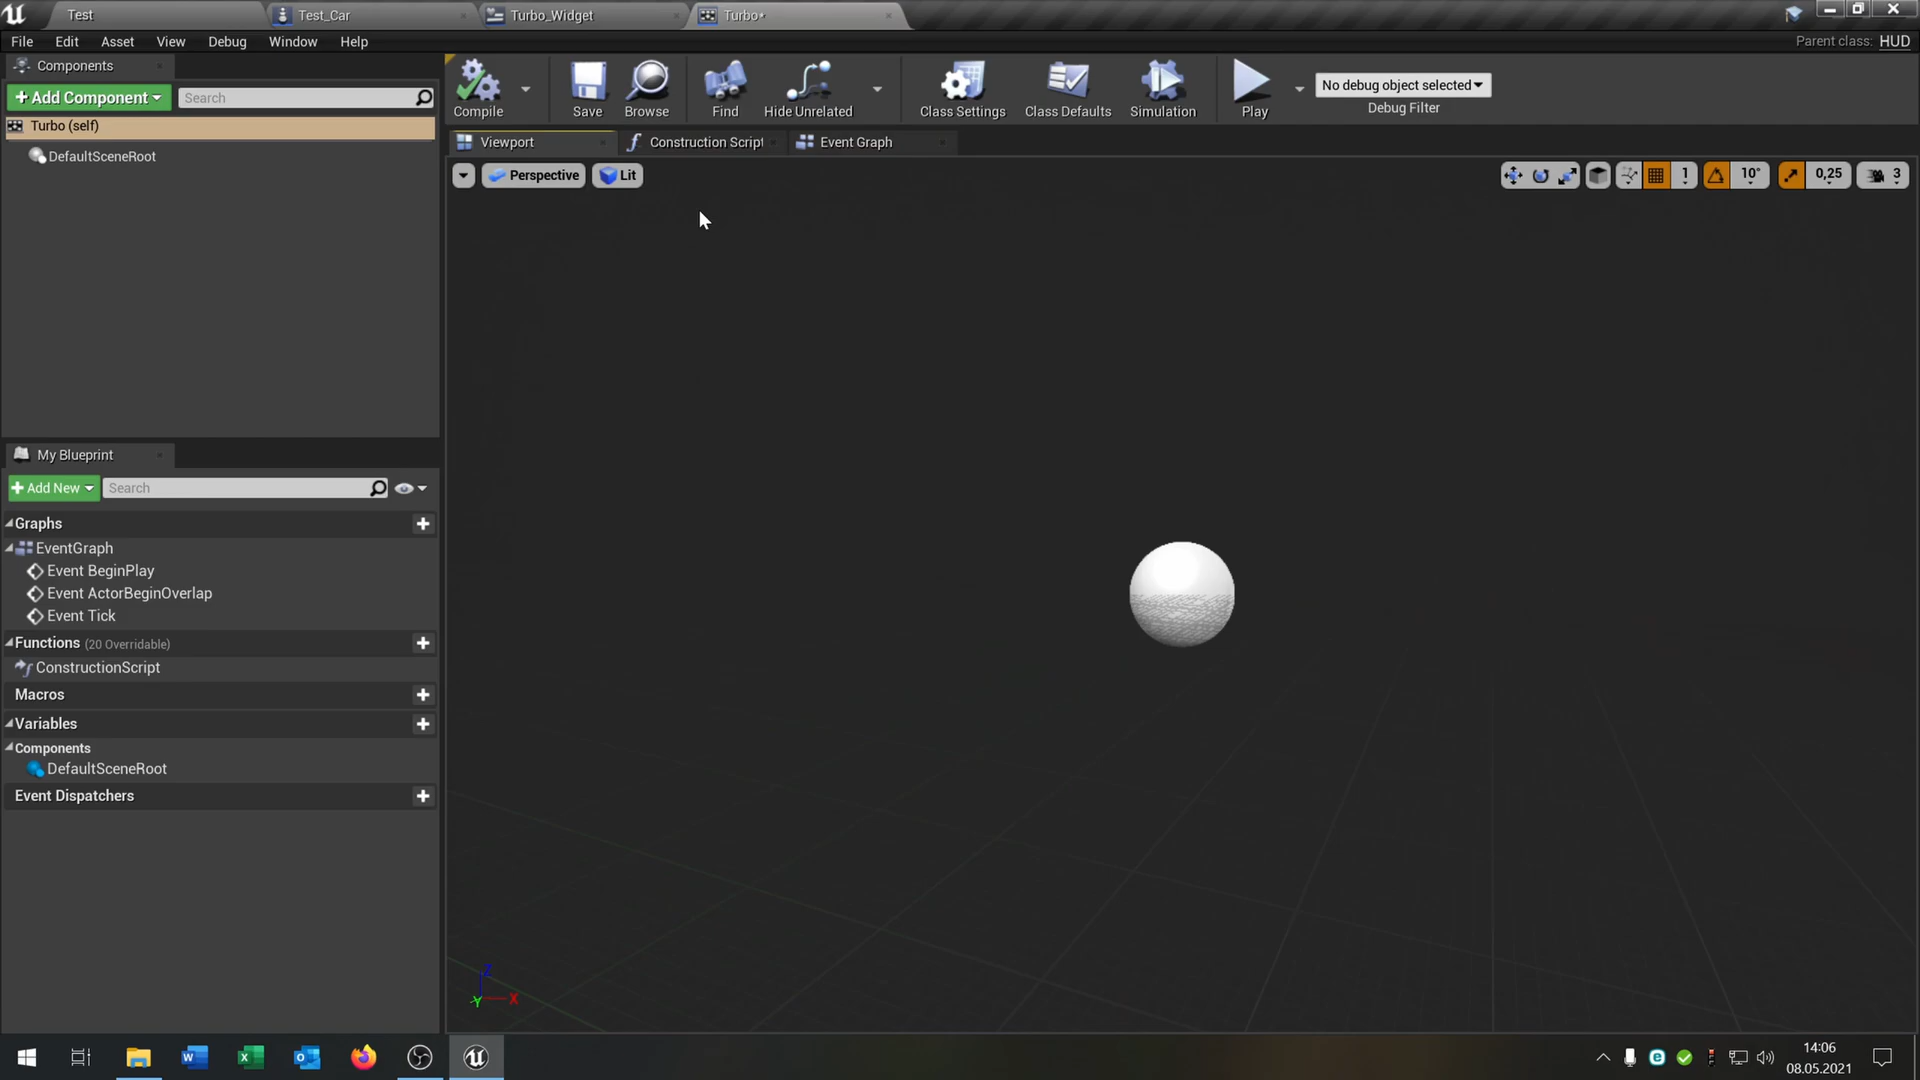 Test
Test_Car
Turbo_Widget
Turbo*
File
Edit
Asset
View
Debug
Window
Help
Parent class: HUD
Components
+ Add Component
Search
Turbo (self)
DefaultSceneRoot
Compile
Save
Browse
Find
Hide Unrelated
Class Settings
Class Defaults
Simulation
Play
No debug object selected
Debug Filter
Viewport
Construction Script
Event Graph
Perspective
Lit
1
10°
0,25
3
My Blueprint
+ Add New
Search
Graphs
EventGraph
Event BeginPlay
Event ActorBeginOverlap
Event Tick
Functions (20 Overridable)
ConstructionScript
Macros
Variables
Components
DefaultSceneRoot
Event Dispatchers
Z
Y
X
14:06
08.05.2021